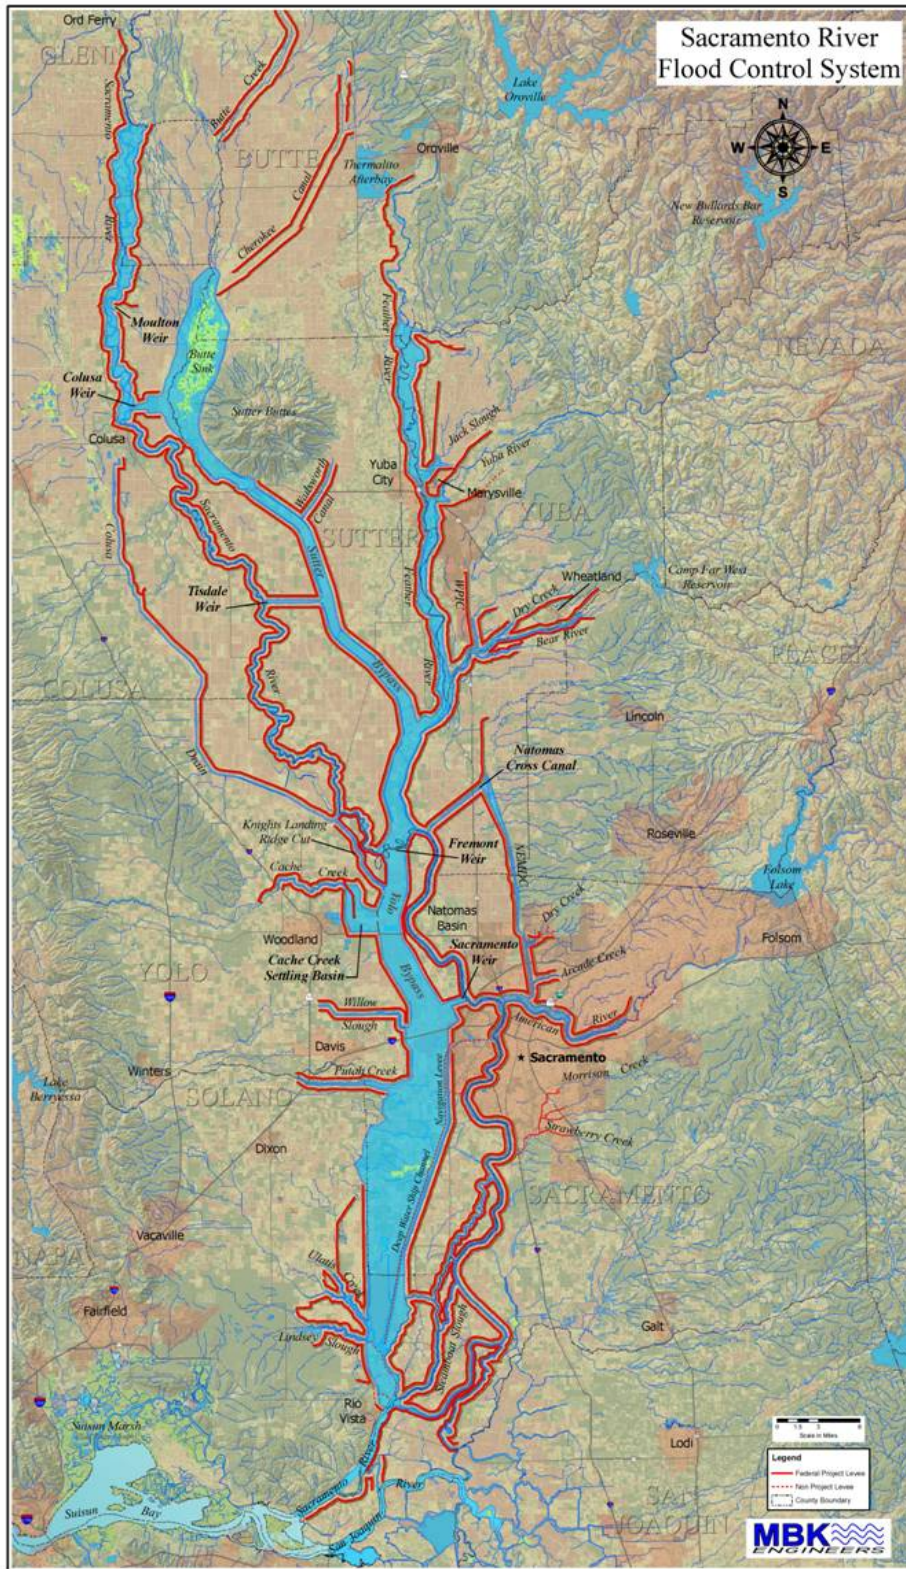 Sacramento River
Flood Control System
N
W
E
S
Ord Ferry
GLENN
Sacramento
River
Butte
Creek
BUTTE
Cherokee
Canal
Lake
Oroville
Oroville
Thermalito
Afterbay
New Bullards Bar
Reservoir
Feather
River
Moulton
Weir
Butte
Sink
NEVADA
Colusa
Weir
Sutter Buttes
Colusa
Jack Slough
Yuba River
Yuba
City
Marysville
YUBA
Wadsworth
Canal
SUTTER
Sacramento
Colusa
Sutter
Feather
WPIC
Wheatland
Camp Far West
Reservoir
Dry Creek
Bear River
Tisdale
Weir
PLACER
COLUSA
River
Bypass
River
Lincoln
Drain
Natomas
Cross Canal
Knights Landing
Ridge Cut
Fremont
Weir
Roseville
NEMDC
Cache
Creek
Yolo
Folsom
Lake
Dry Creek
Natomas
Basin
Woodland
Sacramento
Weir
Folsom
Cache Creek
Settling Basin
Arcade Creek
YOLO
Bypass
Willow
Slough
American
River
Davis
Sacramento
Winters
Putah Creek
Morrison
Creek
Lake
Berryessa
SOLANO
Navigation Levee
Strawberry Creek
Dixon
Deep Water Ship Channel
SACRAMENTO
Vacaville
NAPA
Ulatis
Creek
Fairfield
Lindsey
Slough
Steamboat Slough
Galt
Rio
Vista
Suisun Marsh
Lodi
Scale in Miles
Legend
Federal Project Levee
Non Project Levee
County Boundary
Sacramento
River
San Joaquin
River
Suisun
Bay
SAN
JOAQUIN
MBK
ENGINEERS